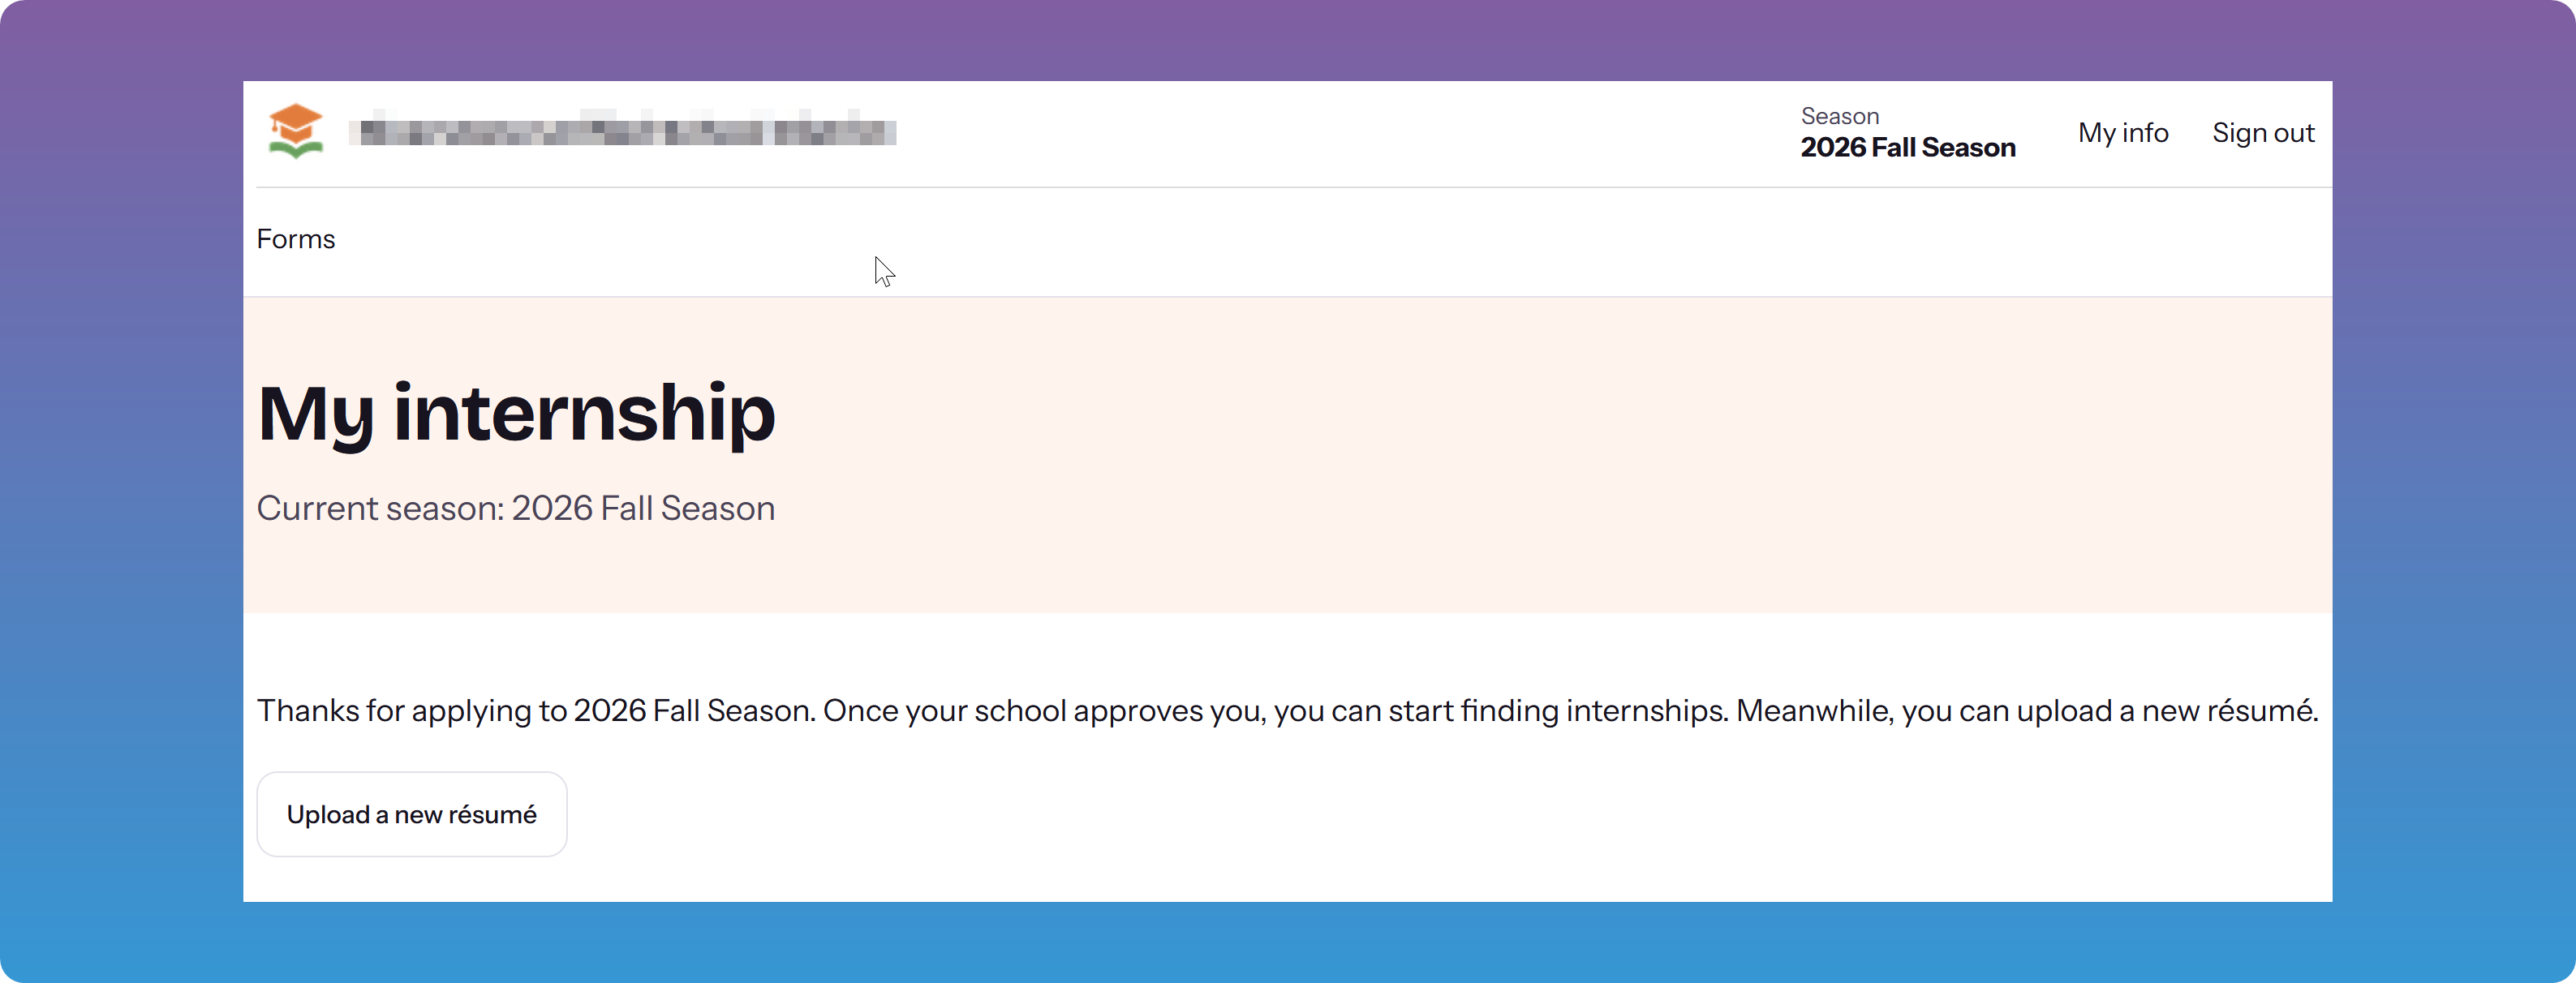 Season
2026 Fall Season
My info
Sign out
Forms
My internship
Current season: 2026 Fall Season
Thanks for applying to 2026 Fall Season. Once your school approves you, you can start finding internships. Meanwhile, you can upload a new résumé.
Upload a new résumé